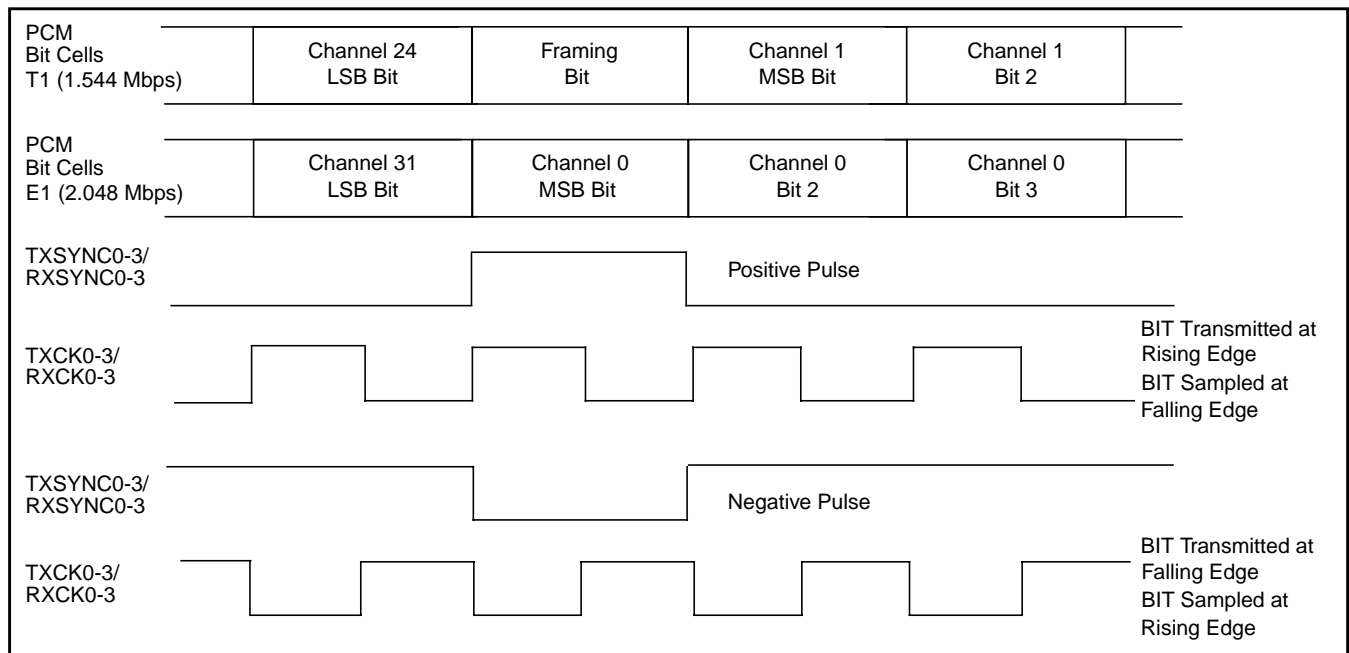 PCM
Bit Cells
T1 (1.544 Mbps)
Channel 24
LSB Bit
Framing
Bit
Channel 1
MSB Bit
Channel 1
Bit 2
PCM
Bit Cells
E1 (2.048 Mbps)
Channel 31
LSB Bit
Channel 0
MSB Bit
Channel 0
Bit 2
Channel 0
Bit 3
TXSYNC0-3/
RXSYNC0-3
Positive Pulse
TXCK0-3/
RXCK0-3
BIT Transmitted at
Rising Edge
BIT Sampled at
Falling Edge
TXSYNC0-3/
RXSYNC0-3
Negative Pulse
TXCK0-3/
RXCK0-3
BIT Transmitted at
Falling Edge
BIT Sampled at
Rising Edge